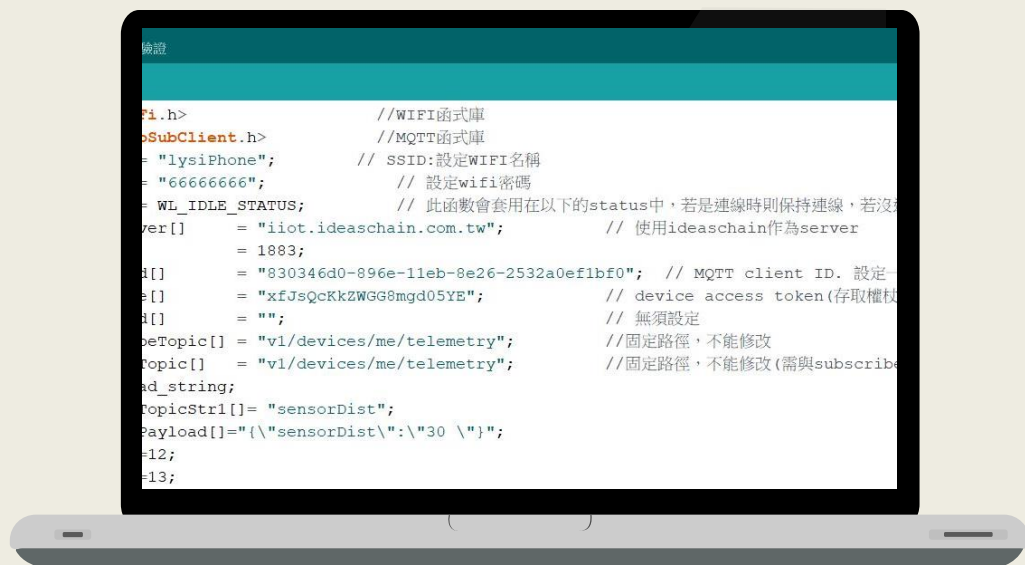 驗證
Fi.h> //WIFI函式庫
oSubClient.h> //MQTT函式庫
= "lysiPhone"; // SSID:設定WIFI名稱
= "66666666"; // 設定wifi密碼
= WL_IDLE_STATUS; // 此函數會套用在以下的status中，若是連線時則保持連線，若沒
ver[] = "iiot.ideaschain.com.tw"; // 使用ideaschain作為server
= 1883;
d[] = "830346d0-896e-11eb-8e26-2532a0ef1bf0"; // MQTT client ID. 設定一
e[] = "xfJsQcKkZWGG8mgd05YE"; // device access token(存取權杖
d[] = ""; // 無須設定
beTopic[] = "v1/devices/me/telemetry"; //固定路徑，不能修改
Topic[] = "v1/devices/me/telemetry"; //固定路徑，不能修改(需與subscribe
ad_string;
TopicStr1[]= "sensorDist";
Payload[]="{\"sensorDist\":\"30 \"}";
=12;
=13;